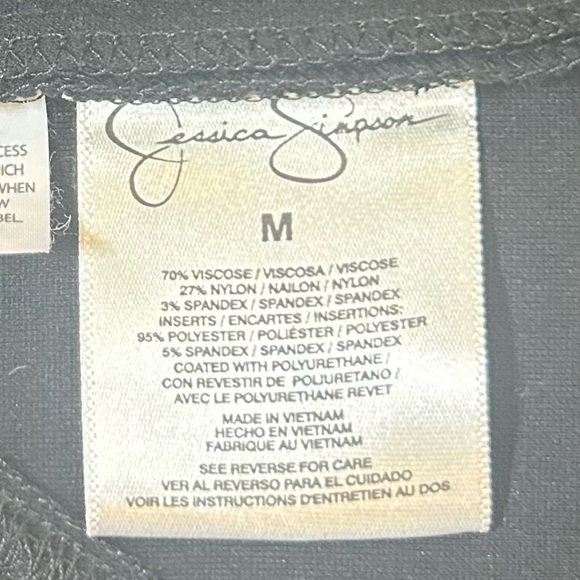 Jessica Simpson
M
70% VISCOSE / VISCOSA / VISCOSE
27% NYLON / NAILON / NYLON
3% SPANDEX / SPANDEX / SPANDEX
INSERTS / ENCARTES / INSERTIONS:
95% POLYESTER / POLIÉSTER / POLYESTER
5% SPANDEX / SPANDEX / SPANDEX
COATED WITH POLYURETHANE /
CON REVESTIR DE POLIURETANO /
AVEC LE POLYURETHANE REVET
MADE IN VIETNAM
HECHO EN VIETNAM
FABRIQUE AU VIETNAM
SEE REVERSE FOR CARE
VER AL REVERSO PARA EL CUIDADO
VOIR LES INSTRUCTIONS D'ENTRETIEN AU DOS